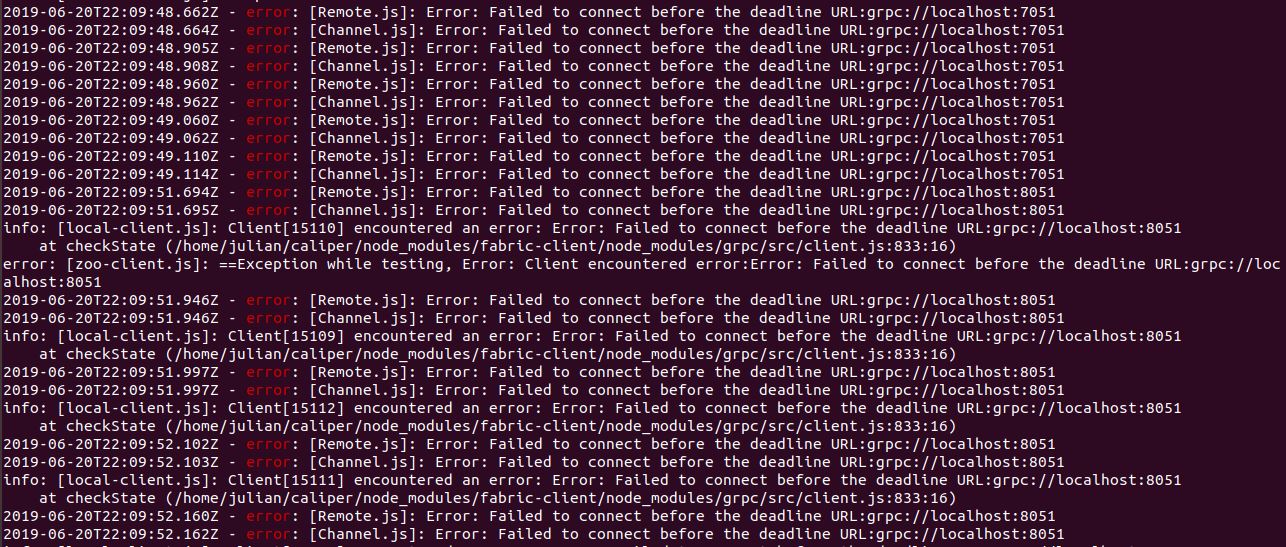 2019-06-20T22:09:48.662Z - error: [Remote.js]: Error: Failed to connect before the deadline URL:grpc://localhost:7051
2019-06-20T22:09:48.664Z - error: [Channel.js]: Error: Failed to connect before the deadline URL:grpc://localhost:7051
2019-06-20T22:09:48.905Z - error: [Remote.js]: Error: Failed to connect before the deadline URL:grpc://localhost:7051
2019-06-20T22:09:48.908Z - error: [Channel.js]: Error: Failed to connect before the deadline URL:grpc://localhost:7051
2019-06-20T22:09:48.960Z - error: [Remote.js]: Error: Failed to connect before the deadline URL:grpc://localhost:7051
2019-06-20T22:09:48.962Z - error: [Channel.js]: Error: Failed to connect before the deadline URL:grpc://localhost:7051
2019-06-20T22:09:49.060Z - error: [Remote.js]: Error: Failed to connect before the deadline URL:grpc://localhost:7051
2019-06-20T22:09:49.062Z - error: [Channel.js]: Error: Failed to connect before the deadline URL:grpc://localhost:7051
2019-06-20T22:09:49.110Z - error: [Remote.js]: Error: Failed to connect before the deadline URL:grpc://localhost:7051
2019-06-20T22:09:49.114Z - error: [Channel.js]: Error: Failed to connect before the deadline URL:grpc://localhost:7051
2019-06-20T22:09:51.694Z - error: [Remote.js]: Error: Failed to connect before the deadline URL:grpc://localhost:8051
2019-06-20T22:09:51.695Z - error: [Channel.js]: Error: Failed to connect before the deadline URL:grpc://localhost:8051
info: [local-client.js]: Client[15110] encountered an error: Error: Failed to connect before the deadline URL:grpc://localhost:8051
    at checkState (/home/julian/caliper/node_modules/fabric-client/node_modules/grpc/src/client.js:833:16)
error: [zoo-client.js]: ==Exception while testing, Error: Client encountered error:Error: Failed to connect before the deadline URL:grpc://loc
alhost:8051
2019-06-20T22:09:51.946Z - error: [Remote.js]: Error: Failed to connect before the deadline URL:grpc://localhost:8051
2019-06-20T22:09:51.946Z - error: [Channel.js]: Error: Failed to connect before the deadline URL:grpc://localhost:8051
info: [local-client.js]: Client[15109] encountered an error: Error: Failed to connect before the deadline URL:grpc://localhost:8051
    at checkState (/home/julian/caliper/node_modules/fabric-client/node_modules/grpc/src/client.js:833:16)
2019-06-20T22:09:51.997Z - error: [Remote.js]: Error: Failed to connect before the deadline URL:grpc://localhost:8051
2019-06-20T22:09:51.997Z - error: [Channel.js]: Error: Failed to connect before the deadline URL:grpc://localhost:8051
info: [local-client.js]: Client[15112] encountered an error: Error: Failed to connect before the deadline URL:grpc://localhost:8051
    at checkState (/home/julian/caliper/node_modules/fabric-client/node_modules/grpc/src/client.js:833:16)
2019-06-20T22:09:52.102Z - error: [Remote.js]: Error: Failed to connect before the deadline URL:grpc://localhost:8051
2019-06-20T22:09:52.103Z - error: [Channel.js]: Error: Failed to connect before the deadline URL:grpc://localhost:8051
info: [local-client.js]: Client[15111] encountered an error: Error: Failed to connect before the deadline URL:grpc://localhost:8051
    at checkState (/home/julian/caliper/node_modules/fabric-client/node_modules/grpc/src/client.js:833:16)
2019-06-20T22:09:52.160Z - error: [Remote.js]: Error: Failed to connect before the deadline URL:grpc://localhost:8051
2019-06-20T22:09:52.162Z - error: [Channel.js]: Error: Failed to connect before the deadline URL:grpc://localhost:8051